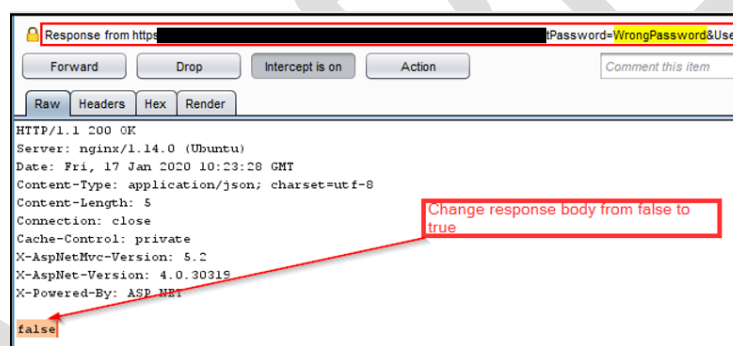 Response from https tPassword=WrongPassword&Use
Forward Drop Intercept is on Action Comment this item
Raw Headers Hex Render
HTTP/1.1 200 OK
Server: nginx/1.14.0 (Ubuntu)
Date: Fri, 17 Jan 2020 10:23:28 GMT
Content-Type: application/json; charset=utf-8
Content-Length: 5
Connection: close
Cache-Control: private
X-AspNetMvc-Version: 5.2
X-AspNet-Version: 4.0.30319
X-Powered-By: ASP.NET
Change response body from false to
true
false